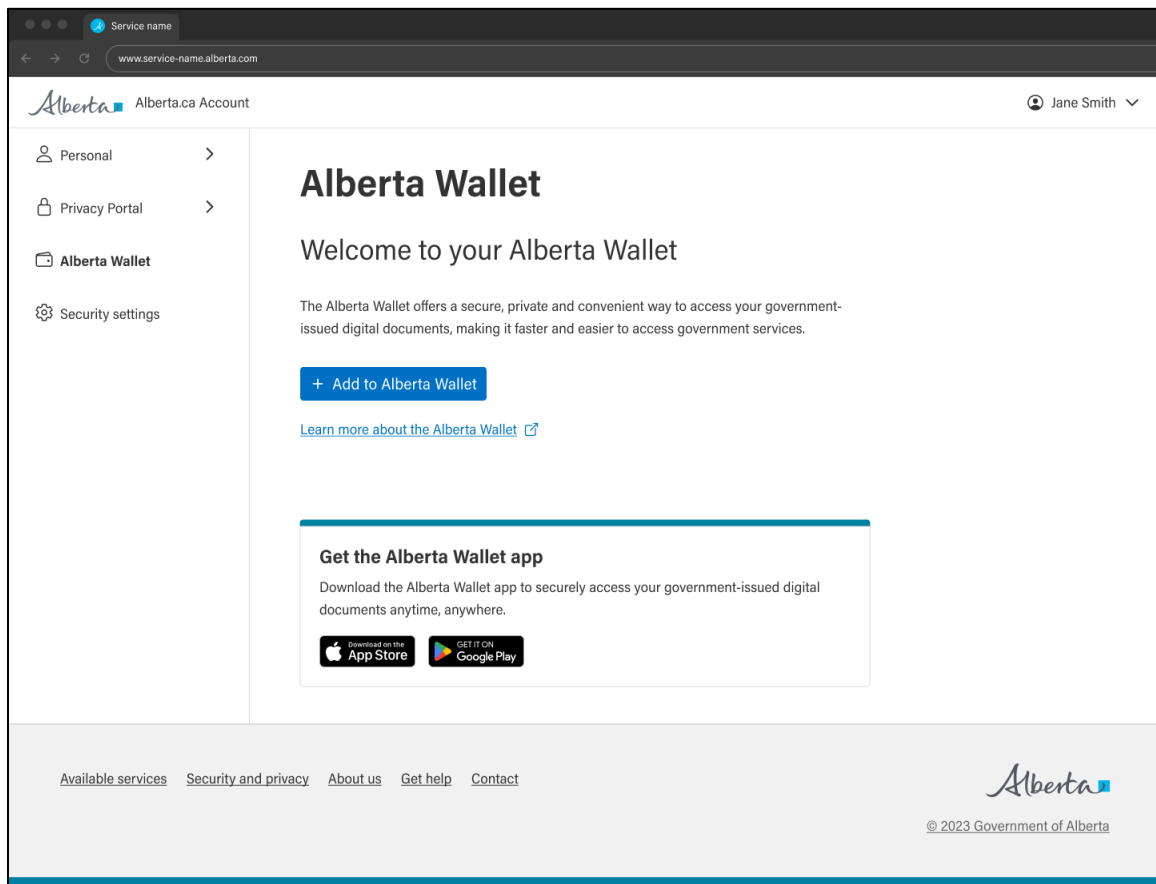 Service name
www.service-name.alberta.com
Alberta Alberta.ca Account
Jane Smith
Personal
Privacy Portal
Alberta Wallet
Security settings
Alberta Wallet
Welcome to your Alberta Wallet
The Alberta Wallet offers a secure, private and convenient way to access your government-
issued digital documents, making it faster and easier to access government services.
+ Add to Alberta Wallet
Learn more about the Alberta Wallet
Get the Alberta Wallet app
Download the Alberta Wallet app to securely access your government-issued digital
documents anytime, anywhere.
Download on the
App Store
GET IT ON
Google Play
Available services Security and privacy About us Get help Contact
Alberta
© 2023 Government of Alberta